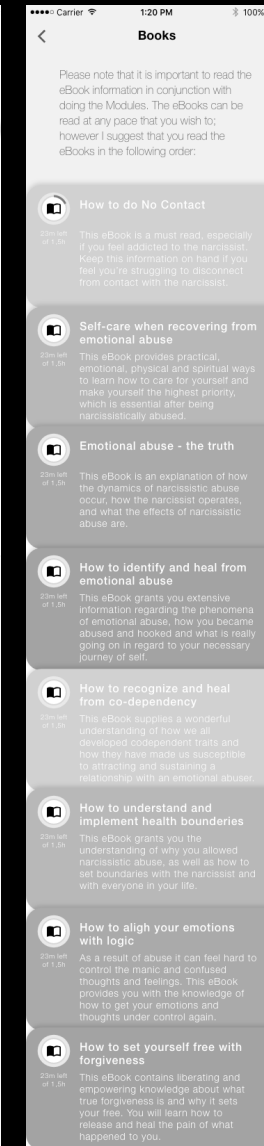 Carrier 1:20 PM 100%
Books
Please note that it is important to read the
eBook information in conjunction with
doing the Modules. The eBooks can be
read at any pace that you wish to;
however I suggest that you read the
eBooks in the following order:
How to do No Contact
23m left
of 1,5h
This eBook is a must read, especially
if you feel addicted to the narcissist.
Keep this information on hand if you
feel you're struggling to disconnect
from contact with the narcissist.
Self-care when recovering from
emotional abuse
23m left
of 1,5h
This eBook provides practical,
emotional, physical and spiritual ways
to learn how to care for yourself and
make yourself the highest priority,
which is essential after being
narcissistically abused.
Emotional abuse - the truth
23m left
of 1,5h
This eBook is an explanation of how
the dynamics of narcissistic abuse
occur, how the narcissist operates,
and what the effects of narcissistic
abuse are.
How to identify and heal from
emotional abuse
23m left
of 1,5h
This eBook grants you extensive
information regarding the phenomena
of emotional abuse, how you became
abused and hooked and what is really
going on in regard to your necessary
journey of self.
How to recognize and heal
from co-dependency
23m left
of 1,5h
This eBook supplies a wonderful
understanding of how we all
developed codependent traits and
how they have made us susceptible
to attracting and sustaining a
relationship with an emotional abuser.
How to understand and
implement health bounderies
23m left
of 1,5h
This eBook grants you the
understanding of why you allowed
narcissistic abuse, as well as how to
set boundaries with the narcissist and
with everyone in your life.
How to aligh your emotions
with logic
23m left
of 1,5h
As a result of abuse it can feel hard to
control the manic and confused
thoughts and feelings. This eBook
provides you with the knowledge of
how to get your emotions and
thoughts under control again.
How to set yourself free with
forgiveness
23m left
of 1,5h
This eBook contains liberating and
empowering knowledge about what
true forgiveness is and why it sets
your free. You will learn how to
release and heal the pain of what
happened to you.